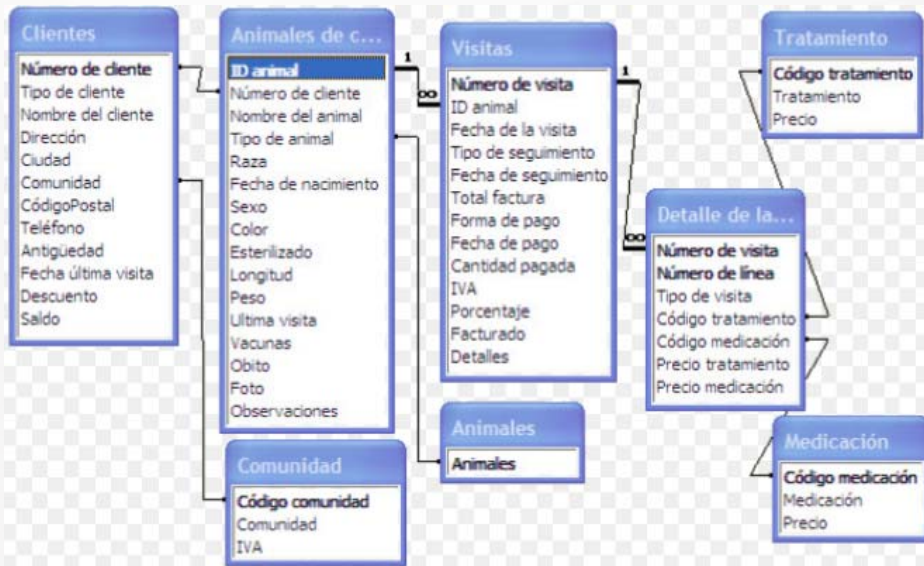 Clientes
Número de cliente
Tipo de cliente
Nombre del cliente
Dirección
Ciudad
Comunidad
CódigoPostal
Teléfono
Antigüedad
Fecha última visita
Descuento
Saldo
Animales de c...
ID animal
Número de cliente
Nombre del animal
Tipo de animal
Raza
Fecha de nacimiento
Sexo
Color
Esterilizado
Longitud
Peso
Ultima visita
Vacunas
Obito
Foto
Observaciones
1
∞
Visitas
Número de visita
ID animal
Fecha de la visita
Tipo de seguimiento
Fecha de seguimiento
Total factura
Forma de pago
Fecha de pago
Cantidad pagada
IVA
Porcentaje
Facturado
Detalles
1
∞
Detalle de la...
Número de visita
Número de línea
Tipo de visita
Código tratamiento
Código medicación
Precio tratamiento
Precio medicación
Tratamiento
Código tratamiento
Tratamiento
Precio
Comunidad
Código comunidad
Comunidad
IVA
Animales
Animales
Medicación
Código medicación
Medicación
Precio